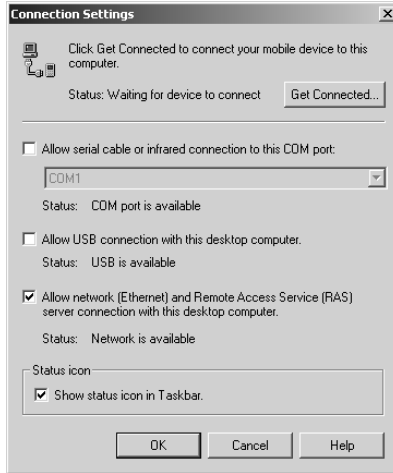 Connection Settings
Click Get Connected to connect your mobile device to this
computer.
Status: Waiting for device to connect
Get Connected...
Allow serial cable or infrared connection to this COM port:
COM1
Status: COM port is available
Allow USB connection with this desktop computer.
Status: USB is available
Allow network (Ethernet) and Remote Access Service (RAS)
server connection with this desktop computer.
Status: Network is available
Status icon
Show status icon in Taskbar.
OK Cancel Help